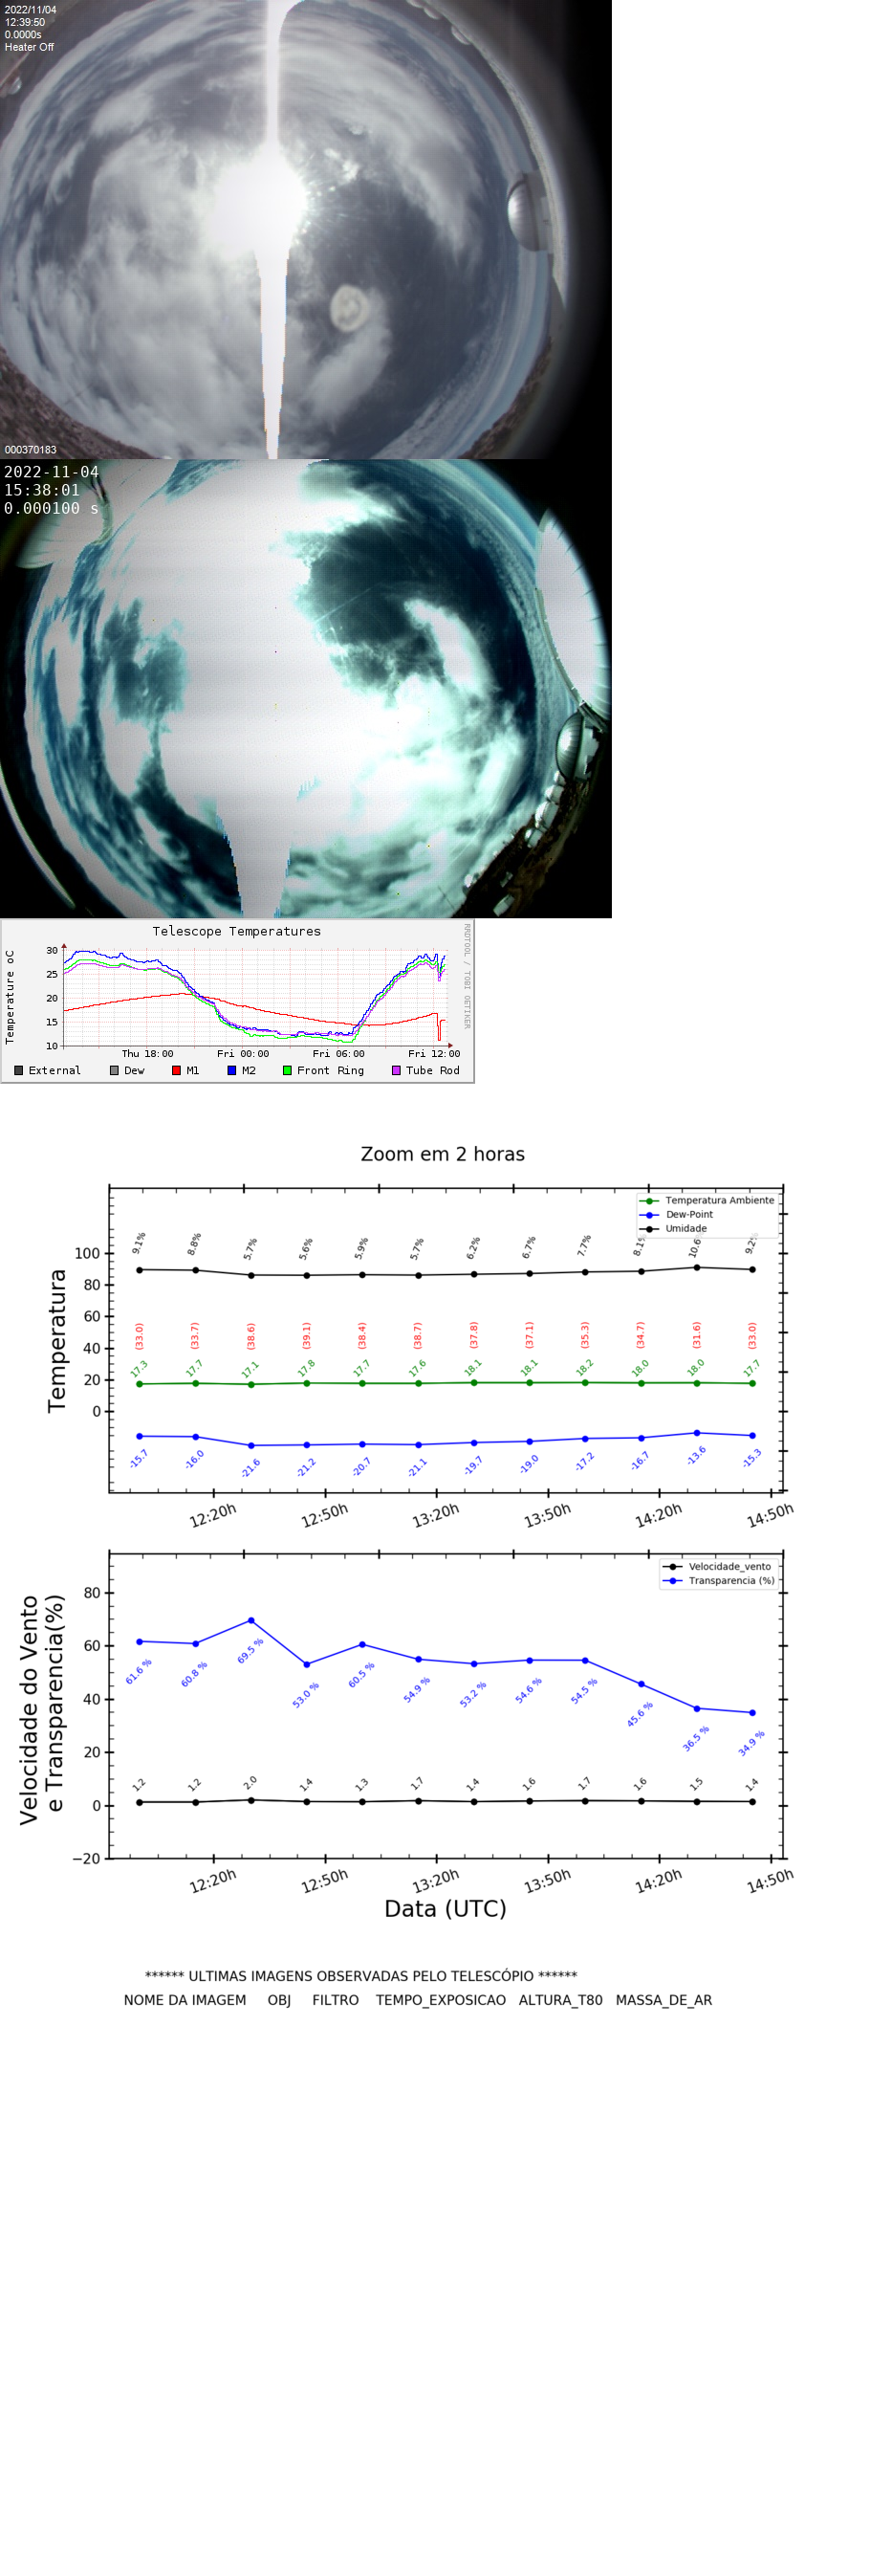 2022/11/04
12:39:50
0.0000s
Heater Off
000370183
2022-11-04
15:38:01
0.000100 s
Telescope Temperatures
RRDTOOL / TOBI OETIKER
Temperature oC
30
25
20
15
10
Thu 18:00 Fri 00:00 Fri 06:00 Fri 12:00
External Dew M1 M2 Front Ring Tube Rod
Zoom em 2 horas
Temperatura Ambiente
Dew-Point
Umidade
Temperatura
100
80
60
40
20
0
9.1% 8.8% 5.7% 5.6% 5.9% 5.7% 6.2% 6.7% 7.7% 8.1% 10.6 9.2%
(33.0) (33.7) (38.6) (39.1) (38.4) (38.7) (37.8) (37.1) (35.3) (34.7) (31.6) (33.0)
17.3 17.7 17.1 17.8 17.7 17.6 18.1 18.1 18.2 18.0 18.0 17.7
-15.7 -16.0 -21.6 -21.2 -20.7 -21.1 -19.7 -19.0 -17.2 -16.7 -13.6 -15.3
12:20h 12:50h 13:20h 13:50h 14:20h 14:50h
Velocidade_vento
Transparencia (%)
Velocidade do Vento
e Transparencia(%)
80
60
40
20
0
−20
61.6 % 60.8 % 69.5 % 53.0 % 60.5 % 54.9 % 53.2 % 54.6 % 54.5 % 45.6 % 36.5 % 34.9 %
1.2 1.2 2.0 1.4 1.3 1.7 1.4 1.6 1.7 1.6 1.5 1.4
12:20h 12:50h 13:20h 13:50h 14:20h 14:50h
Data (UTC)
****** ULTIMAS IMAGENS OBSERVADAS PELO TELESCÓPIO ******
NOME DA IMAGEM OBJ FILTRO TEMPO_EXPOSICAO ALTURA_T80 MASSA_DE_AR